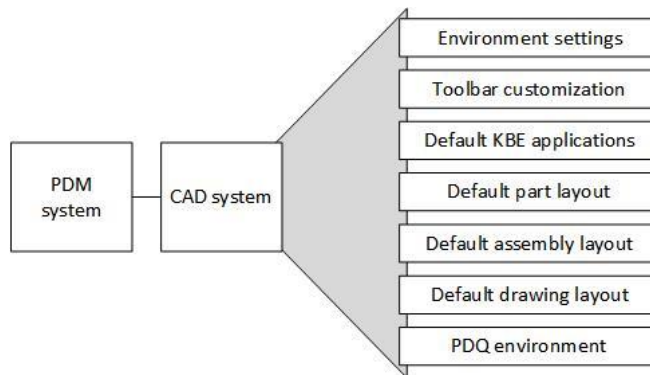 PDM
system
CAD system
Environment settings
Toolbar customization
Default KBE applications
Default part layout
Default assembly layout
Default drawing layout
PDQ environment